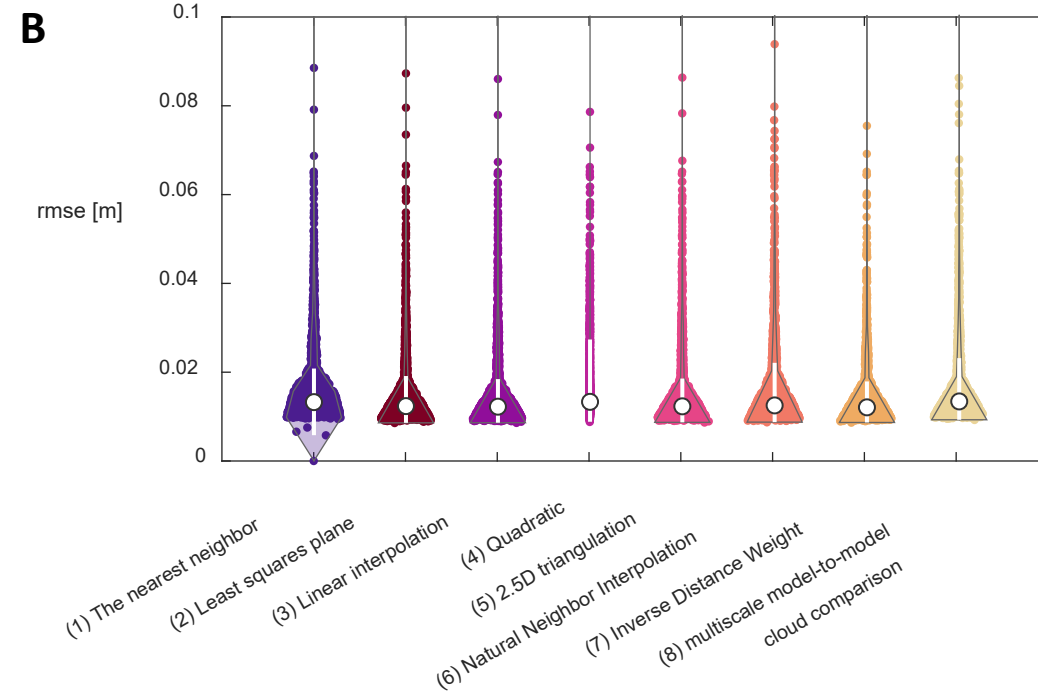 B
0.1
0.08
0.06
rmse [m]
0.04
0.02
0
(1) The nearest neighbor
(2) Least squares plane
(3) Linear interpolation
(4) Quadratic
(5) 2.5D triangulation
(6) Natural Neighbor Interpolation
(7) Inverse Distance Weight
(8) multiscale model-to-model
cloud comparison